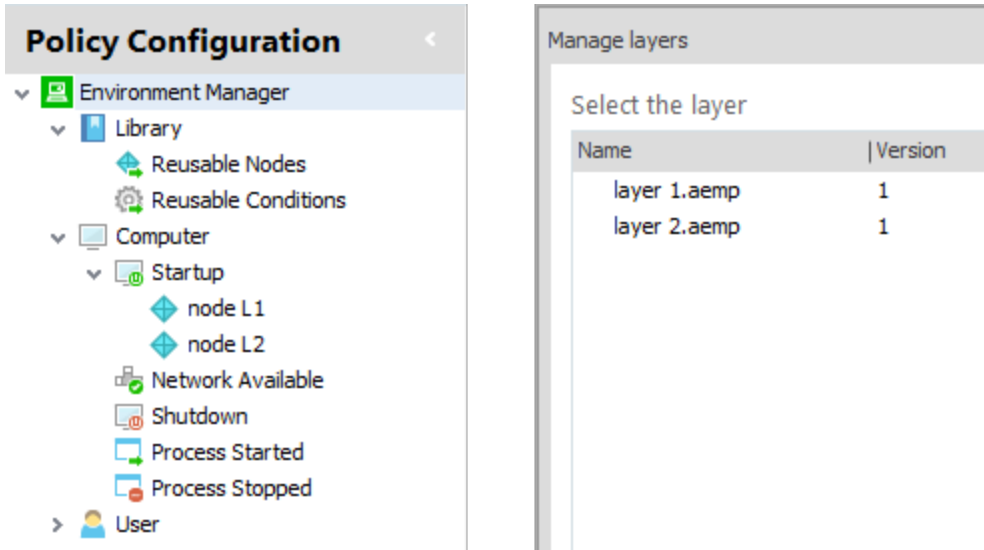 Policy Configuration
Environment Manager
Library
Reusable Nodes
Reusable Conditions
Computer
Startup
node L1
node L2
Network Available
Shutdown
Process Started
Process Stopped
User
Manage layers
Select the layer
Name | Version
layer 1.aemp 1
layer 2.aemp 1